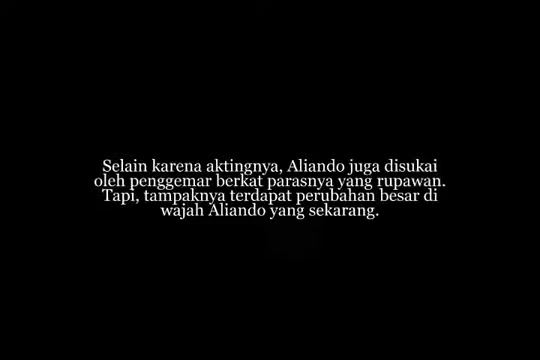 Selain karena aktingnya, Aliando juga disukai
oleh penggemar berkat parasnya yang rupawan.
Tapi, tampaknya terdapat perubahan besar di
wajah Aliando yang sekarang.